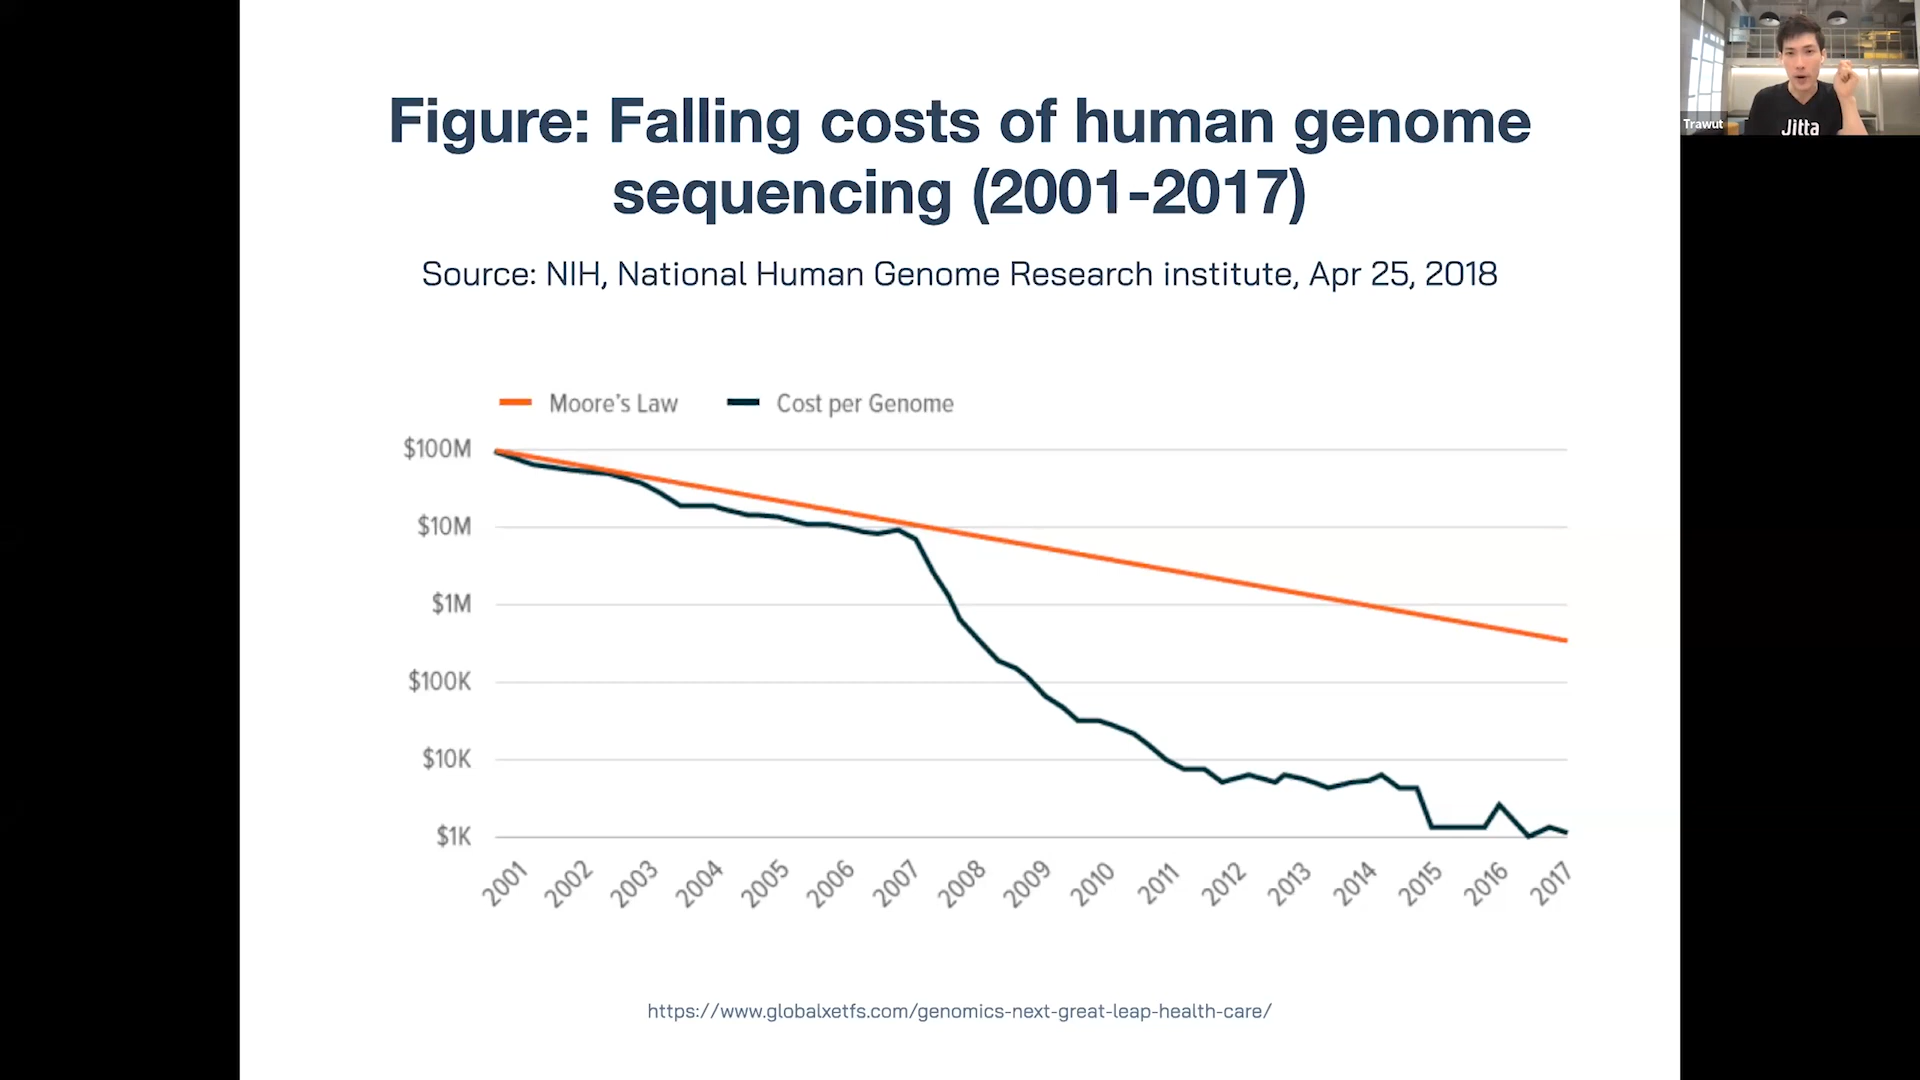 Figure: Falling costs of human genome
sequencing (2001-2017)
Source: NIH, National Human Genome Research institute, Apr 25, 2018
Moore's Law
Cost per Genome
$100M
$10M
$1M
$100K
$10K
$1K
2001
2002
2003
2004
2005
2006
2007
2008
2009
2010
2011
2012
2013
2014
2015
2016
2017
https://www.globalxetfs.com/genomics-next-great-leap-health-care/
Trawut
Jitta